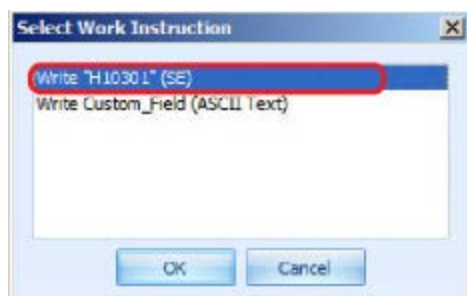 Select Work Instruction
Write "H10301" (SE)
Write Custom_Field (ASCII Text)
OK
Cancel